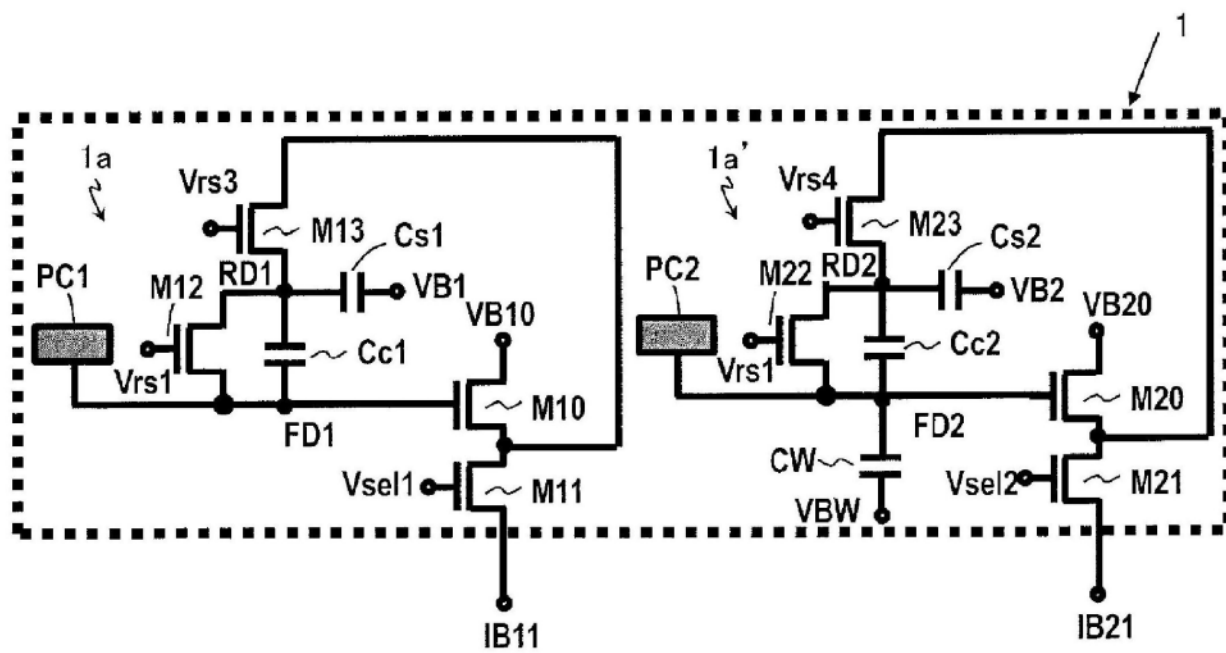 1
1a
Vrs3
M13
Cs1
PC1
M12
RD1
VB1
VB10
Vrs1
Cc1
M10
FD1
Vsel1
M11
IB11
1a'
Vrs4
M23
Cs2
PC2
M22
RD2
VB2
VB20
Vrs1
Cc2
M20
FD2
CW
Vsel2
M21
VBW
IB21